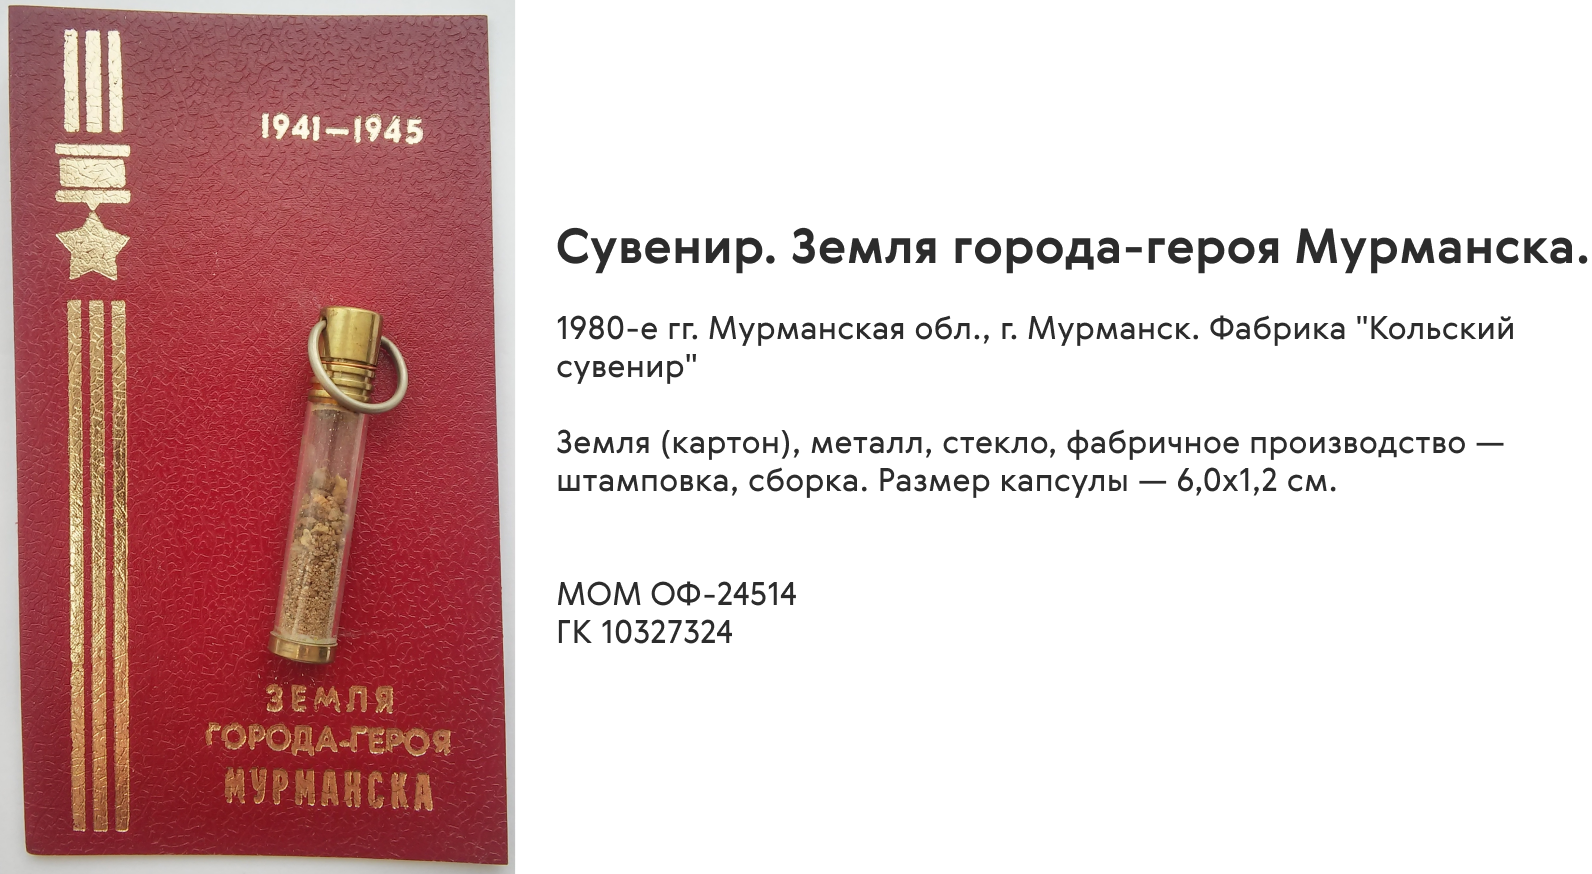 1941—1945
ЗЕМЛЯ
ГОРОДА-ГЕРОЯ
МУРМАНСКА
Сувенир. Земля города-героя Мурманска.
1980-е гг. Мурманская обл., г. Мурманск. Фабрика "Кольский
сувенир"
Земля (картон), металл, стекло, фабричное производство —
штамповка, сборка. Размер капсулы — 6,0х1,2 см.
МОМ ОФ-24514
ГК 10327324